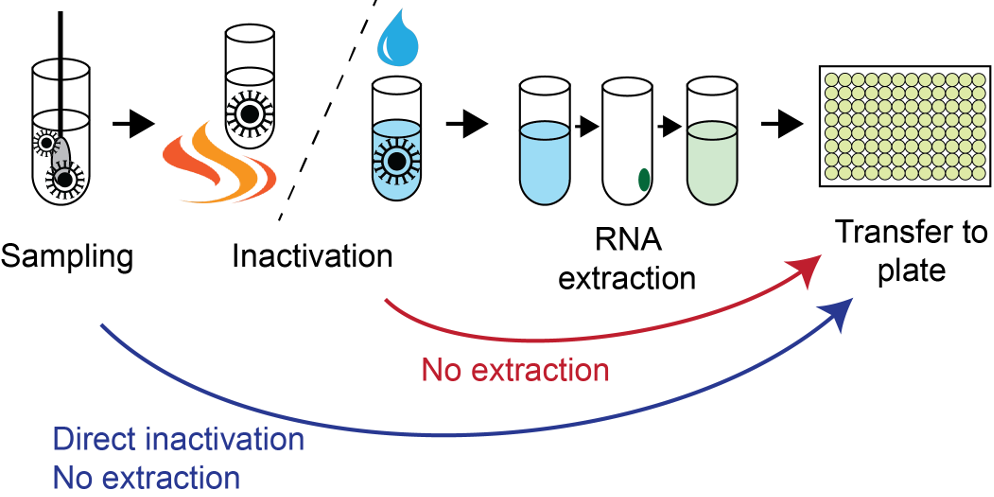 Sampling
Inactivation
RNA
extraction
Transfer to
plate
No extraction
Direct inactivation
No extraction